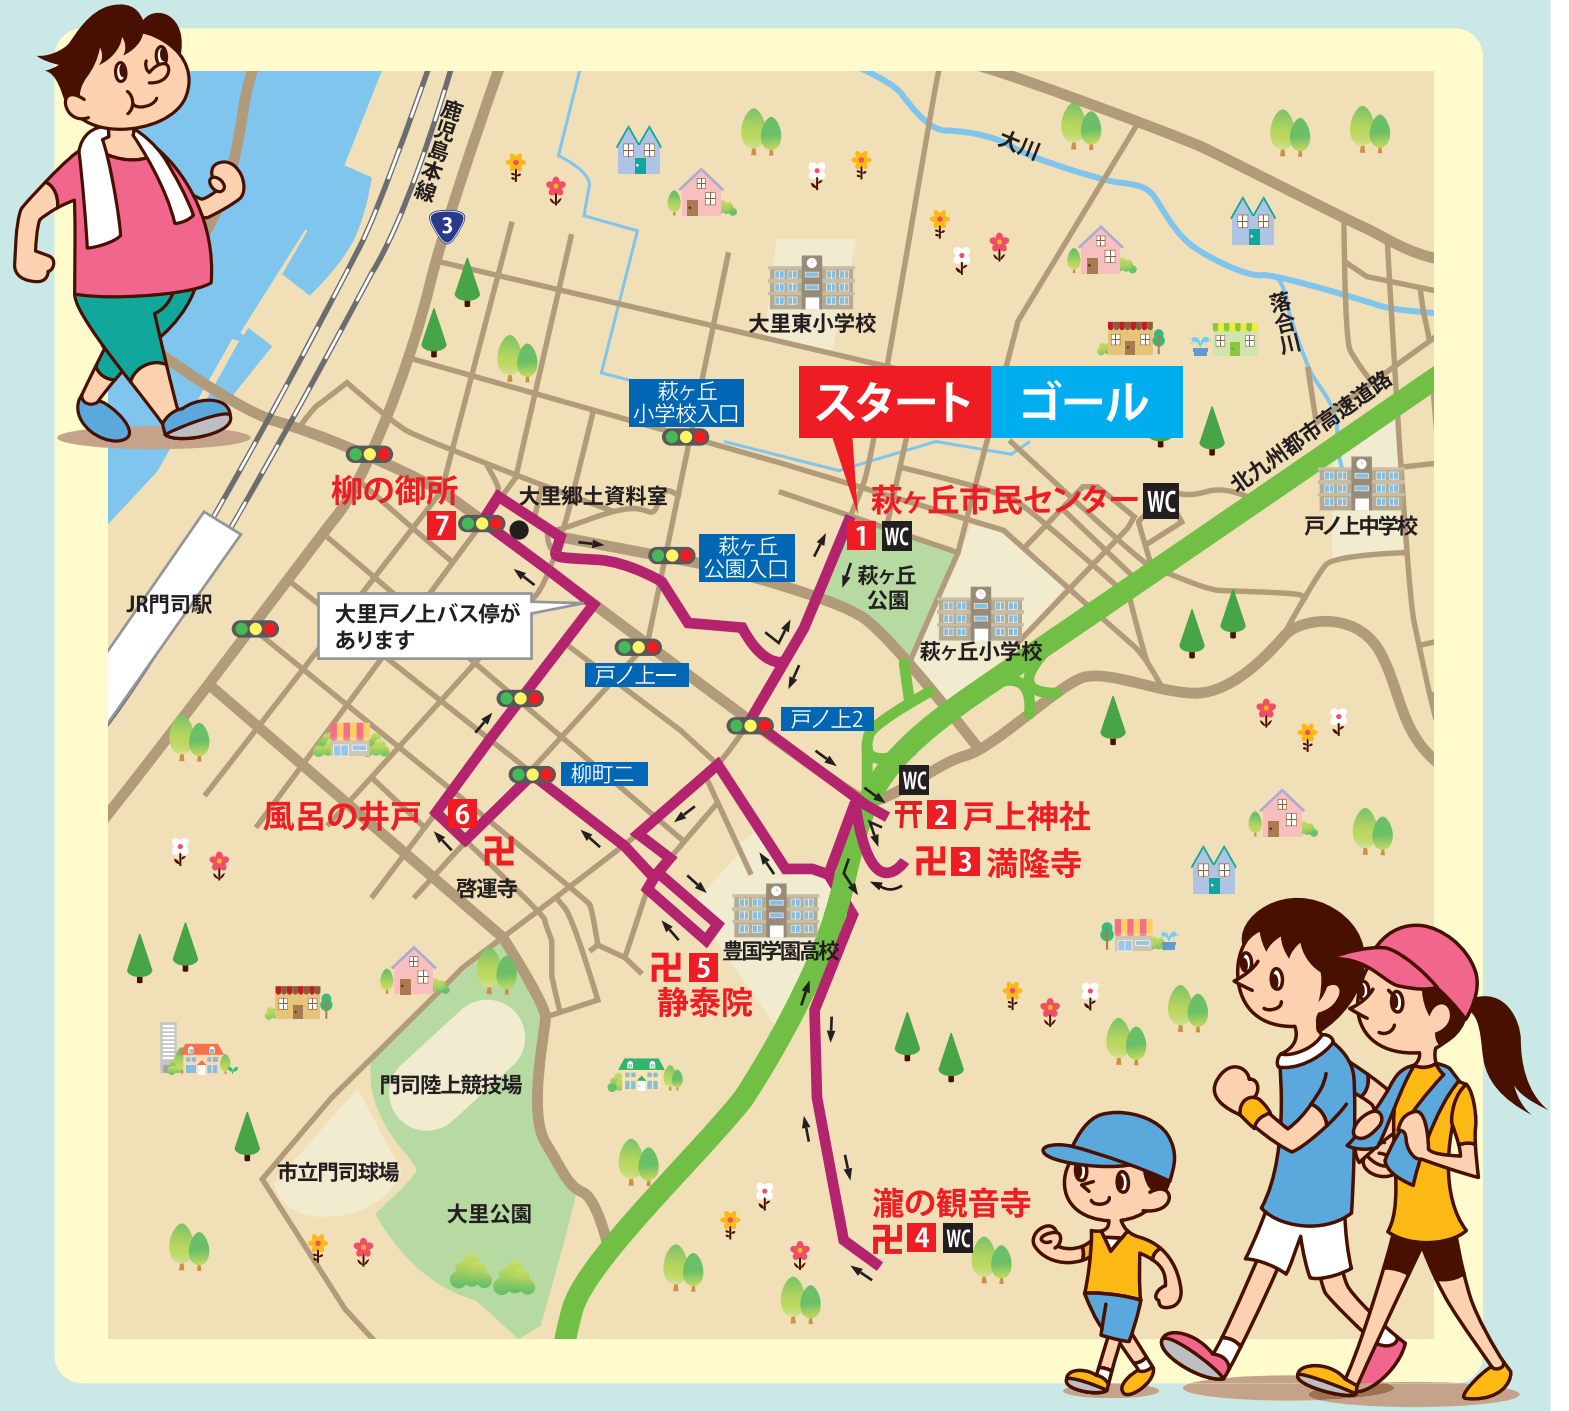 鹿児島本線
3
大川
大里東小学校
落合川
萩ヶ丘
小学校入口
スタート
ゴール
北九州都市高速道路
柳の御所
7
大里郷土資料室
萩ヶ丘市民センター WC
1 WC
戸ノ上中学校
萩ヶ丘
公園入口
萩ヶ丘
公園
JR門司駅
大里戸ノ上バス停が
あります
萩ヶ丘小学校
戸ノ上一
戸ノ上2
柳町二
WC
風呂の井戸
6
2 戸上神社
卍
卍 3 満隆寺
啓運寺
豊国学園高校
卍 5
静泰院
門司陸上競技場
市立門司球場
大里公園
瀧の観音寺
卍 4 WC